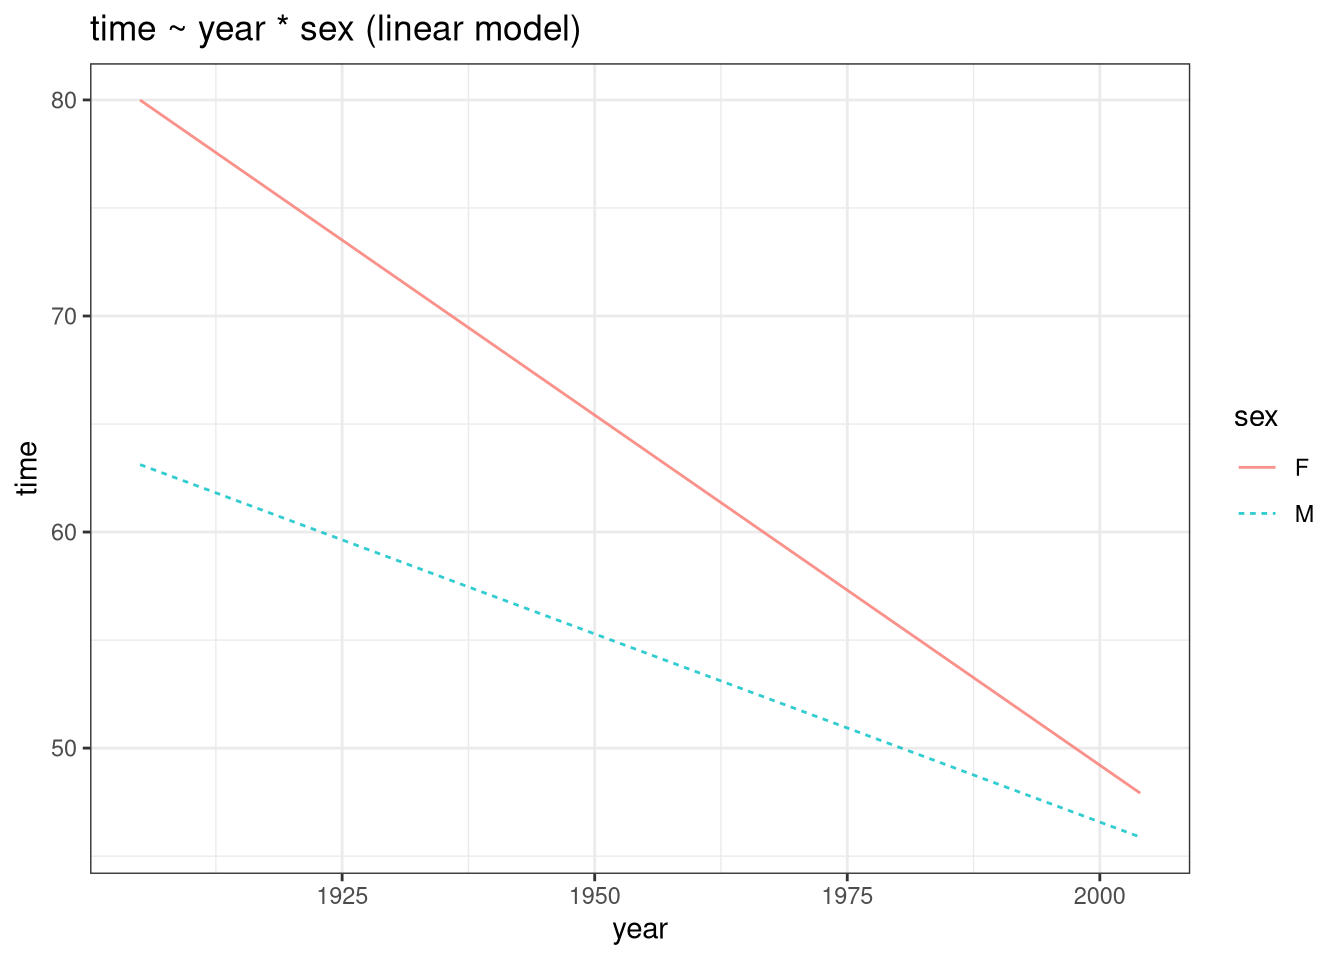 time ~ year * sex (linear model)
80
70
60
50
time
1925 1950 1975 2000
year
sex
F
M